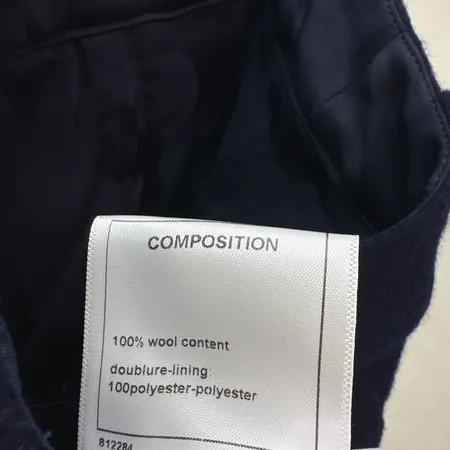 COMPOSITION
100% wool content
doublure-lining:
100polyester-polyester
812284